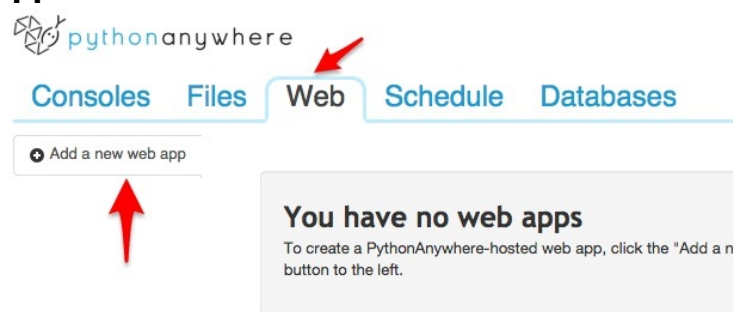 pythonanywhere
Consoles Files Web Schedule Databases
Add a new web app
You have no web apps
To create a PythonAnywhere-hosted web app, click the "Add a n
button to the left.